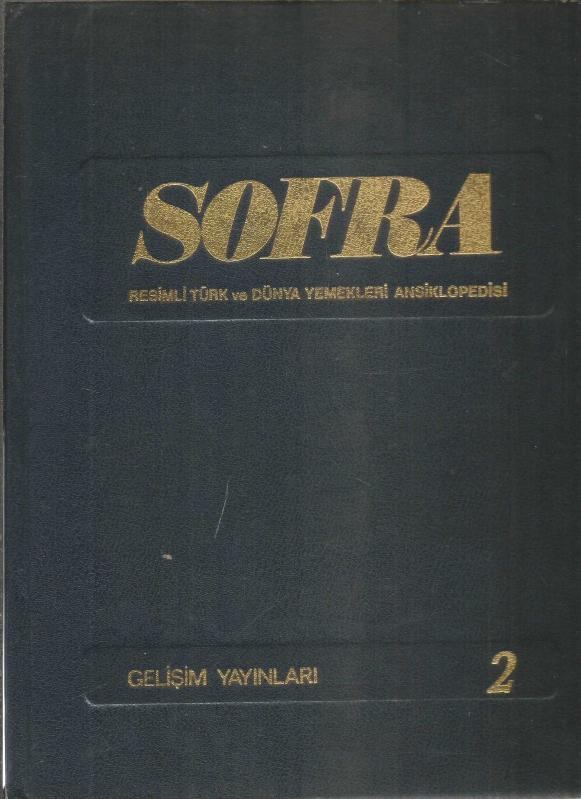 SOFRA
RESİMLİ TÜRK ve DÜNYA YEMEKLERİ ANSİKLOPEDİSİ
GELİŞİM YAYINLARI
2